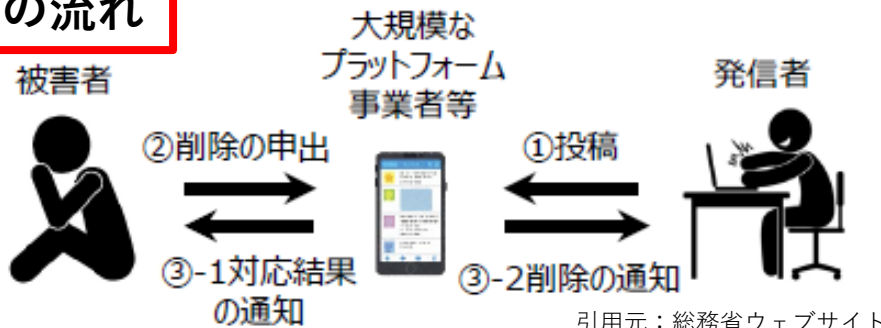 の流れ
大規模な
プラットフォーム
事業者等
被害者
発信者
②削除の申出
①投稿
③-1対応結果
の通知
③-2削除の通知
引用元：総務省ウェブサイト